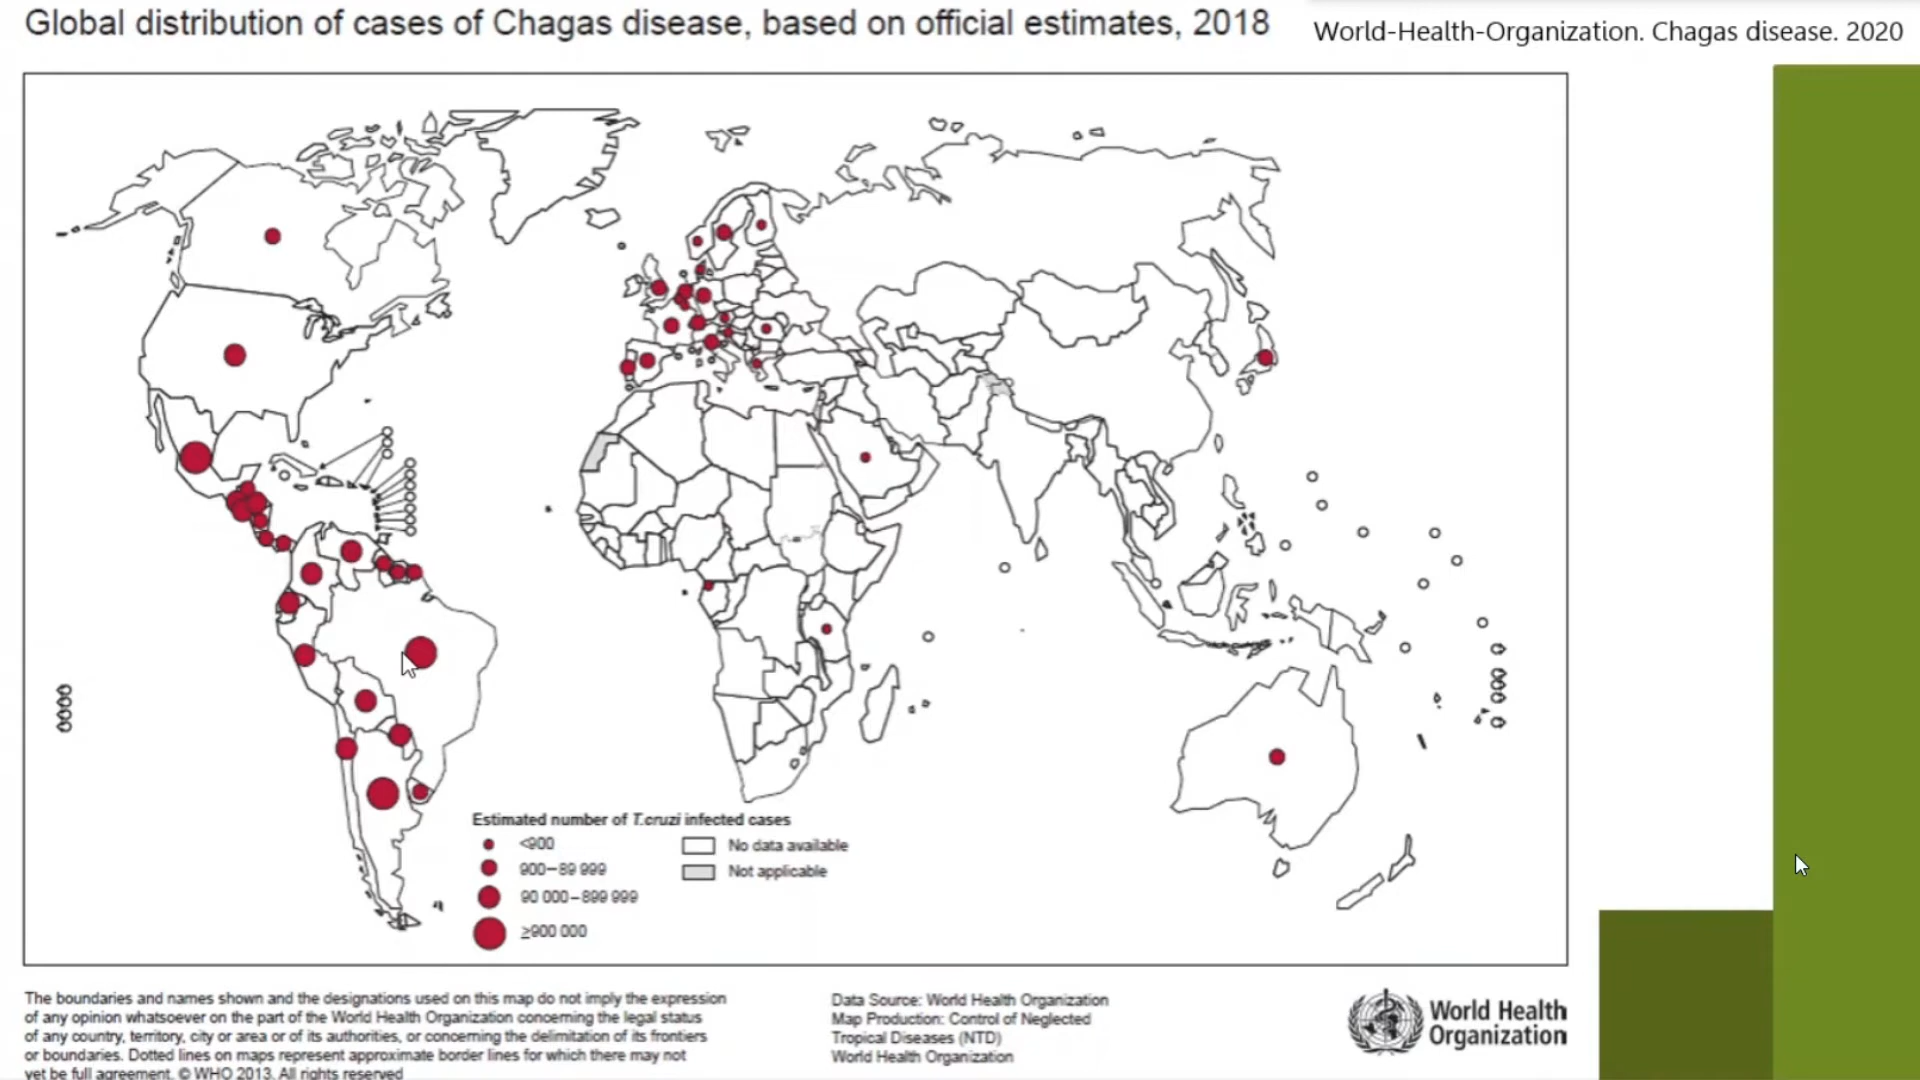 Global distribution of cases of Chagas disease, based on official estimates, 2018
World-Health-Organization. Chagas disease. 2020
Estimated number of T.cruzi infected cases
<900
900–89 999
90 000–899 999
≥900 000
No data available
Not applicable
The boundaries and names shown and the designations used on this map do not imply the expression
of any opinion whatsoever on the part of the World Health Organization concerning the legal status
of any country, territory, city or area or of its authorities, or concerning the delimitation of its frontiers
or boundaries. Dotted lines on maps represent approximate border lines for which there may not
yet be full agreement. © WHO 2013. All rights reserved
Data Source: World Health Organization
Map Production: Control of Neglected
Tropical Diseases (NTD)
World Health Organization
World Health
Organization